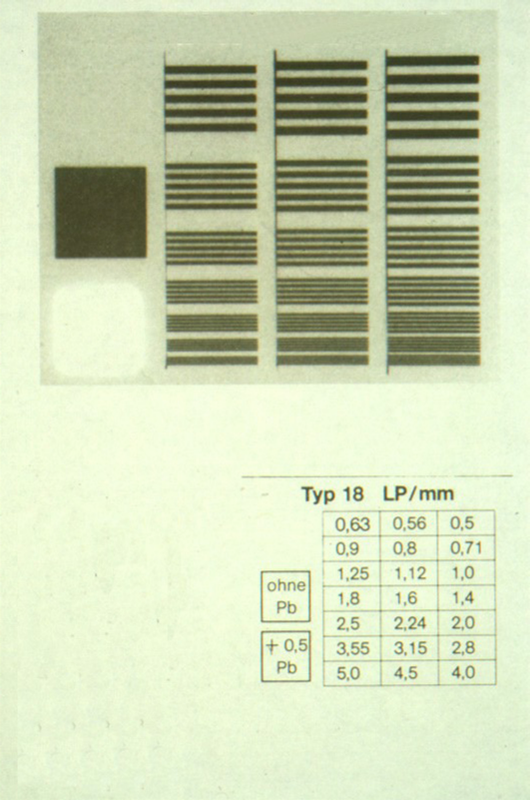 Typ 18 LP/mm
0,63 0,56 0,5
0,9 0,8 0,71
1,25 1,12 1,0
ohne
Pb
1,8 1,6 1,4
2,5 2,24 2,0
+ 0,5
Pb
3,55 3,15 2,8
5,0 4,5 4,0